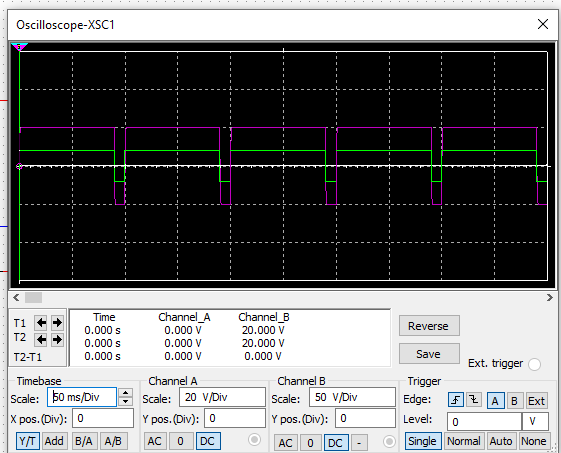 Oscilloscope-XSC1
T1
T2
T2-T1
Time Channel_A Channel_B
0.000 s 0.000 V 20.000 V
0.000 s 0.000 V 20.000 V
0.000 s 0.000 V 0.000 V
Reverse
Save
Ext. trigger
Timebase
Scale: 50 ms/Div
X pos.(Div): 0
Y/T Add B/A A/B
Channel A
Scale: 20 V/Div
Y pos.(Div): 0
AC 0 DC
Channel B
Scale: 50 V/Div
Y pos.(Div): 0
AC 0 DC -
Trigger
Edge: A B Ext
Level: 0 V
Single Normal Auto None